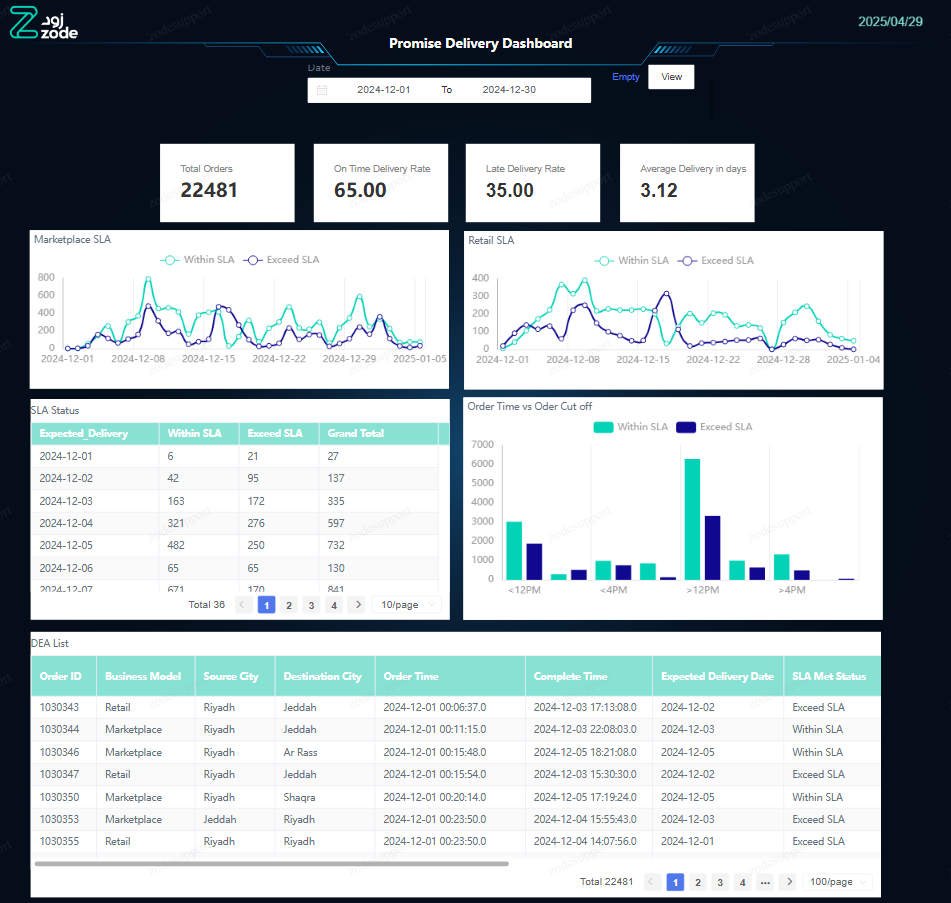 زود
zode
2025/04/29
Promise Delivery Dashboard
Date
2024-12-01 To 2024-12-30
Empty View
Total Orders
22481
On Time Delivery Rate
65.00
Late Delivery Rate
35.00
Average Delivery in days
3.12
Marketplace SLA
Within SLA Exceed SLA
800
600
400
200
0
2024-12-01 2024-12-08 2024-12-15 2024-12-22 2024-12-29 2025-01-05
Retail SLA
Within SLA Exceed SLA
400
300
200
100
0
2024-12-01 2024-12-08 2024-12-15 2024-12-22 2024-12-28 2025-01-04
SLA Status
Expected_Delivery Within SLA Exceed SLA Grand Total
2024-12-01 6 21 27
2024-12-02 42 95 137
2024-12-03 163 172 335
2024-12-04 321 276 597
2024-12-05 482 250 732
2024-12-06 65 65 130
2024-12-07 671 170 841
Total 36 1 2 3 4 10/page
Order Time vs Oder Cut off
Within SLA Exceed SLA
7000
6000
5000
4000
3000
2000
1000
0
<12PM <4PM >12PM >4PM
DEA List
Order ID Business Model Source City Destination City Order Time Complete Time Expected Delivery Date SLA Met Status
1030343 Retail Riyadh Jeddah 2024-12-01 00:06:37.0 2024-12-03 17:13:08.0 2024-12-02 Exceed SLA
1030344 Marketplace Riyadh Jeddah 2024-12-01 00:11:15.0 2024-12-03 22:08:03.0 2024-12-03 Within SLA
1030346 Marketplace Riyadh Ar Rass 2024-12-01 00:15:48.0 2024-12-05 18:21:08.0 2024-12-05 Within SLA
1030347 Retail Riyadh Jeddah 2024-12-01 00:15:54.0 2024-12-03 15:30:30.0 2024-12-02 Exceed SLA
1030350 Marketplace Riyadh Shaqra 2024-12-01 00:20:14.0 2024-12-05 17:19:24.0 2024-12-05 Within SLA
1030353 Marketplace Jeddah Riyadh 2024-12-01 00:23:50.0 2024-12-04 15:55:43.0 2024-12-03 Exceed SLA
1030355 Retail Riyadh Riyadh 2024-12-01 00:23:50.0 2024-12-04 14:07:56.0 2024-12-01 Exceed SLA
Total 22481 1 2 3 4 ••• 100/page